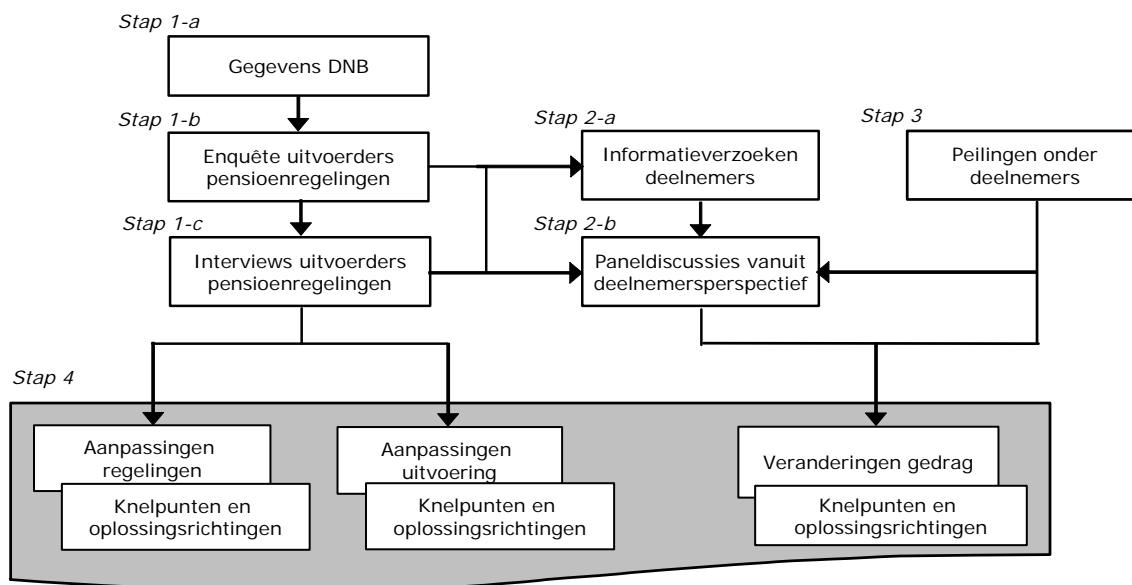 Stap 1-a
Gegevens DNB
Stap 1-b
Enquête uitvoerders
pensioenregelingen
Stap 2-a
Informatieverzoeken
deelnemers
Stap 3
Peilingen onder
deelnemers
Stap 1-c
Interviews uitvoerders
pensioenregelingen
Stap 2-b
Paneldiscussies vanuit
deelnemersperspectief
Stap 4
Aanpassingen
regelingen
Knelpunten en
oplossingsrichtingen
Aanpassingen
uitvoering
Knelpunten en
oplossingsrichtingen
Veranderingen gedrag
Knelpunten en
oplossingsrichtingen